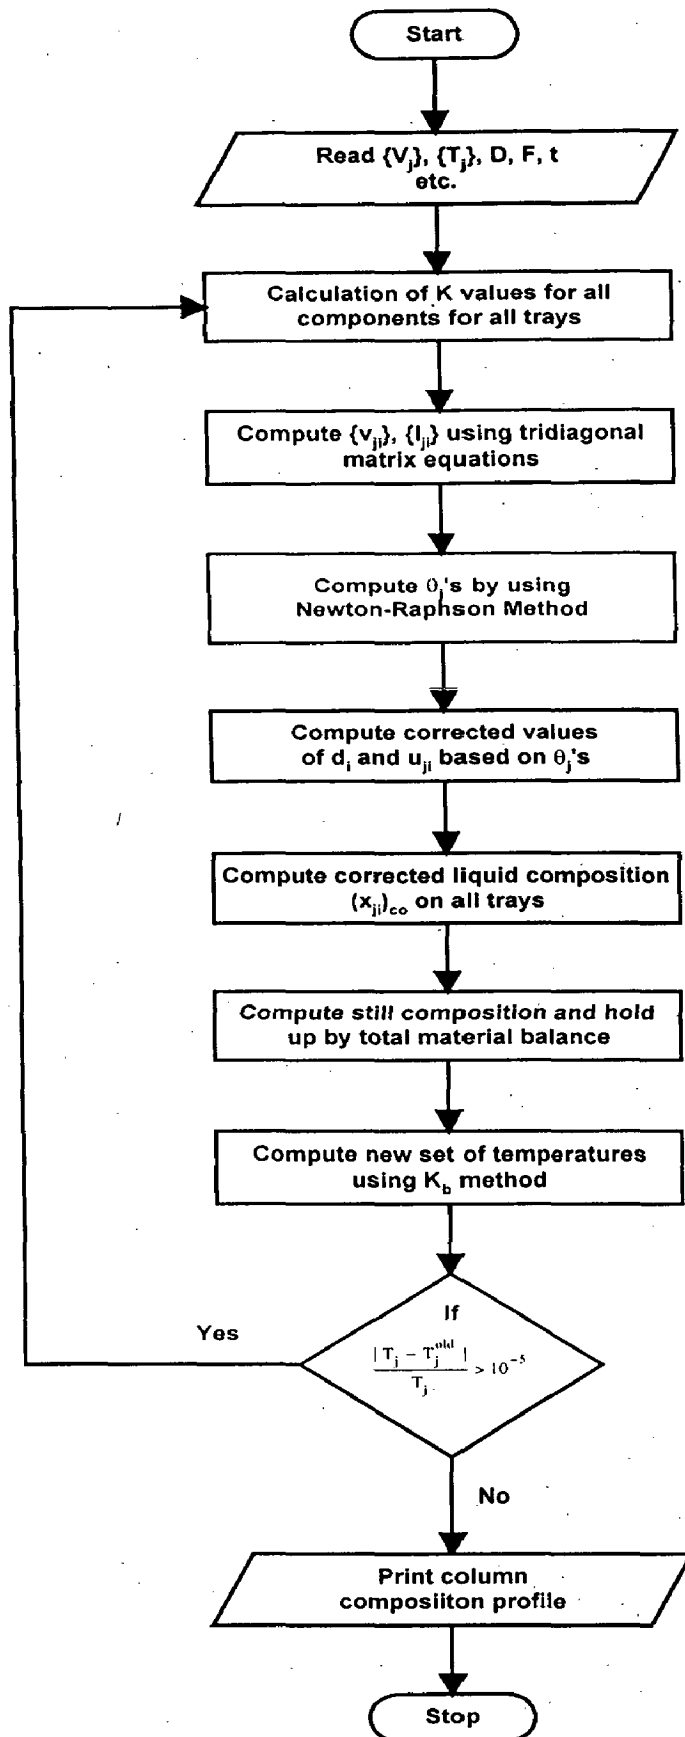 Start
Read {V_j}, {T_j}, D, F, t
etc.
Calculation of K values for all
components for all trays
Compute {v_ji}, {l_ji} using tridiagonal
matrix equations
Compute θ_j's by using
Newton-Raphson Method
Compute corrected values
of d_i and u_ji based on θ_j's
Compute corrected liquid composition
(x_ji)_co on all trays
Compute still composition and hold
up by total material balance
Compute new set of temperatures
using K_b method
If
Yes
| T_j − T_j^old |
T_j
> 10^−5
No
Print column
composiiton profile
Stop